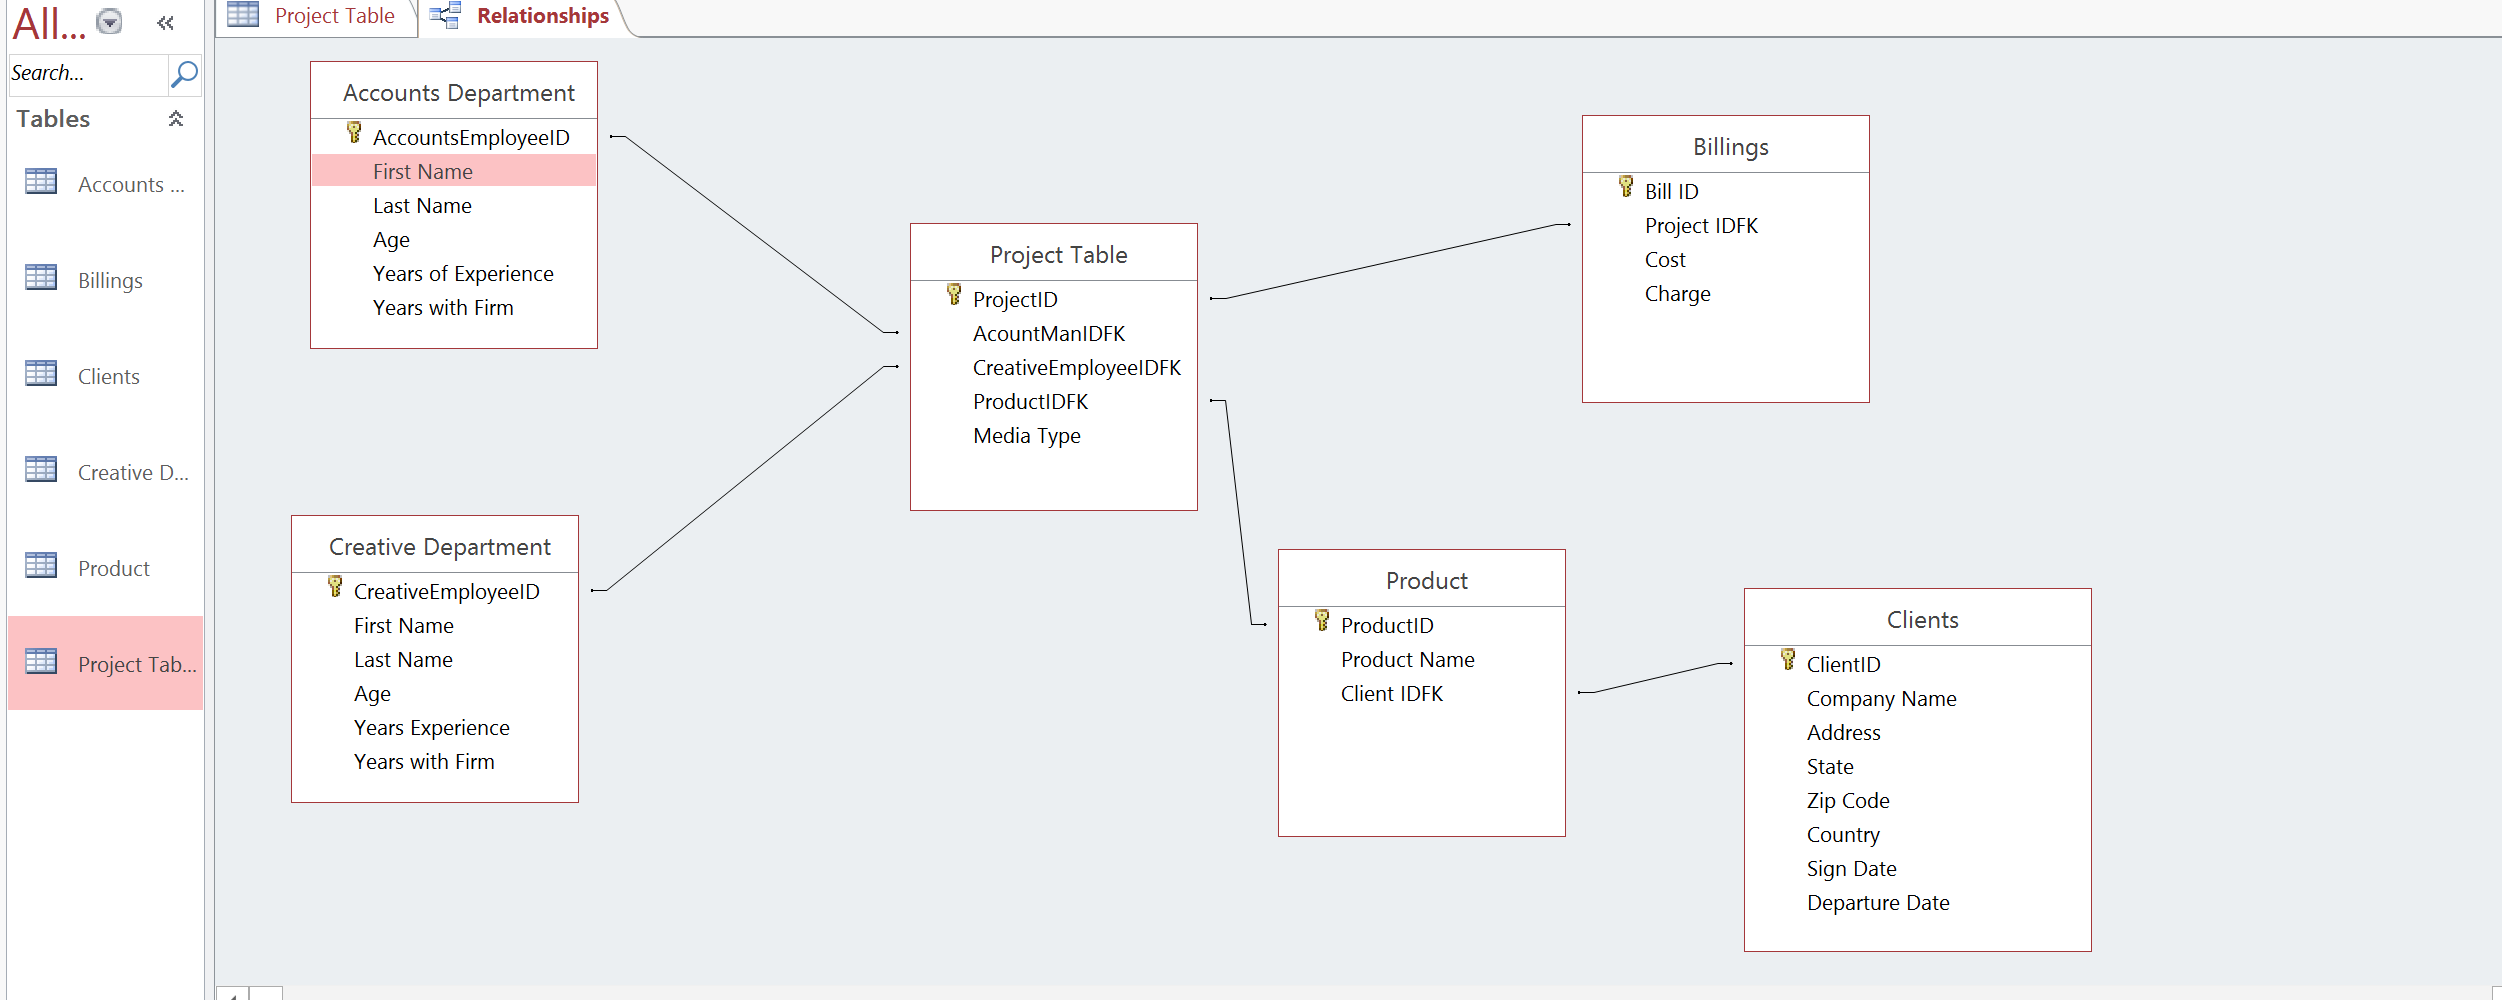 All...
Search...
Tables
Accounts ...
Billings
Clients
Creative D...
Product
Project Tab...
Project Table
Relationships
Accounts Department
AccountsEmployeeID
First Name
Last Name
Age
Years of Experience
Years with Firm
Creative Department
CreativeEmployeeID
First Name
Last Name
Age
Years Experience
Years with Firm
Project Table
ProjectID
AcountManIDFK
CreativeEmployeeIDFK
ProductIDFK
Media Type
Billings
Bill ID
Project IDFK
Cost
Charge
Product
ProductID
Product Name
Client IDFK
Clients
ClientID
Company Name
Address
State
Zip Code
Country
Sign Date
Departure Date